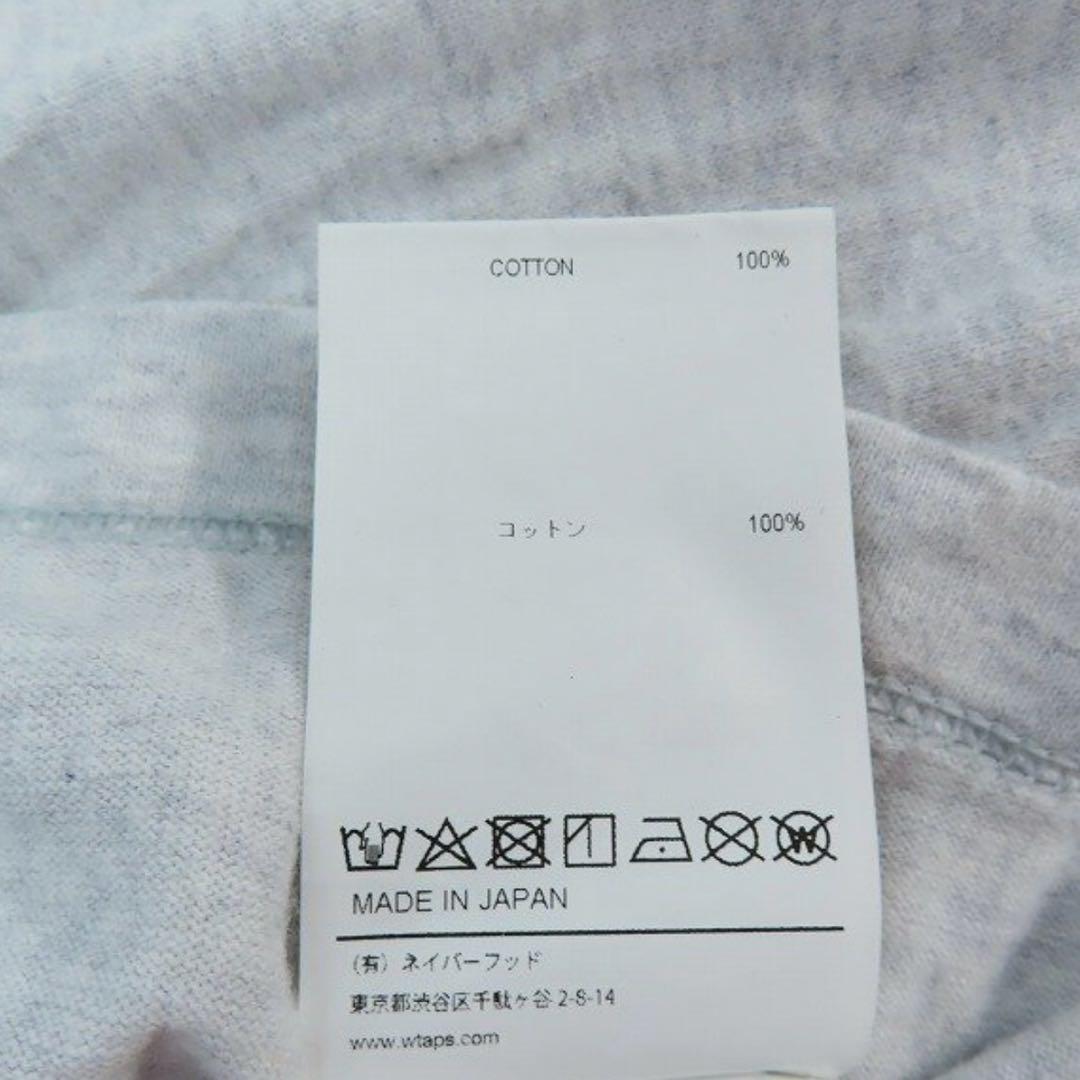 COTTON 100%
コットン 100%
MADE IN JAPAN
(有) ネイバーフッド
東京都渋谷区千駄ヶ谷 2-8-14
www.wtaps.com